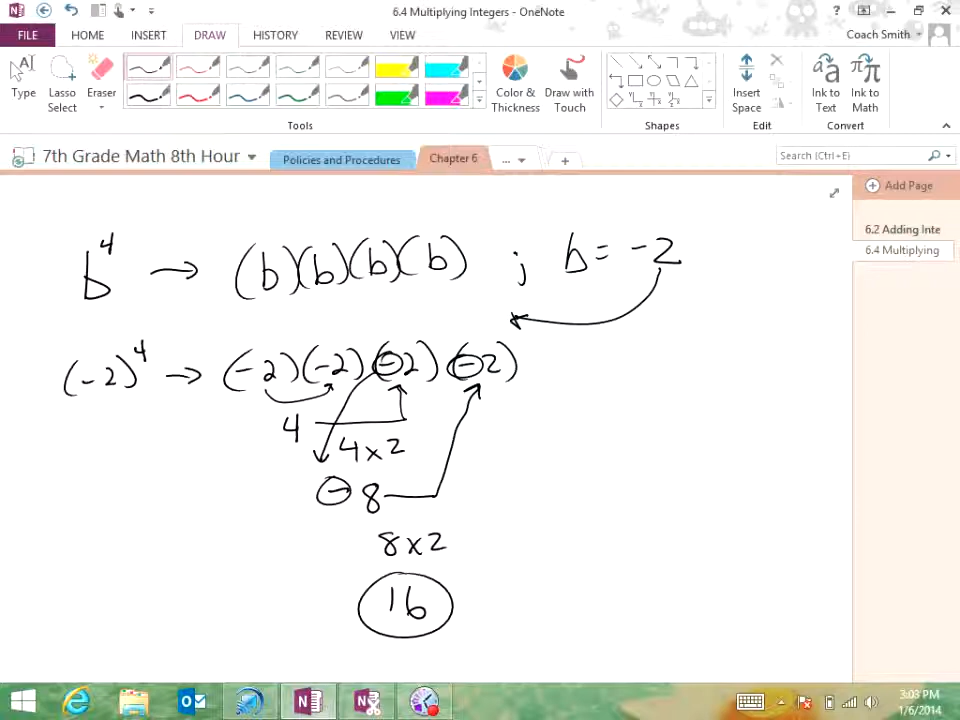 6.4 Multiplying Integers - OneNote
?
FILE HOME INSERT DRAW HISTORY REVIEW VIEW
Coach Smith
Type
Lasso Select
Eraser
Color & Thickness
Draw with Touch
Insert Space
Ink to Text
Ink to Math
Tools
Shapes
Edit
Convert
7th Grade Math 8th Hour
Policies and Procedures
Chapter 6
...
+
Search (Ctrl+E)
Add Page
6.2 Adding Inte
6.4 Multiplying
b⁴ → (b)(b)(b)(b) ; b = -2
(-2)⁴ → (-2)(-2)(-2)(-2)
4
4x2
-8
8x2
16
3:03 PM
1/6/2014